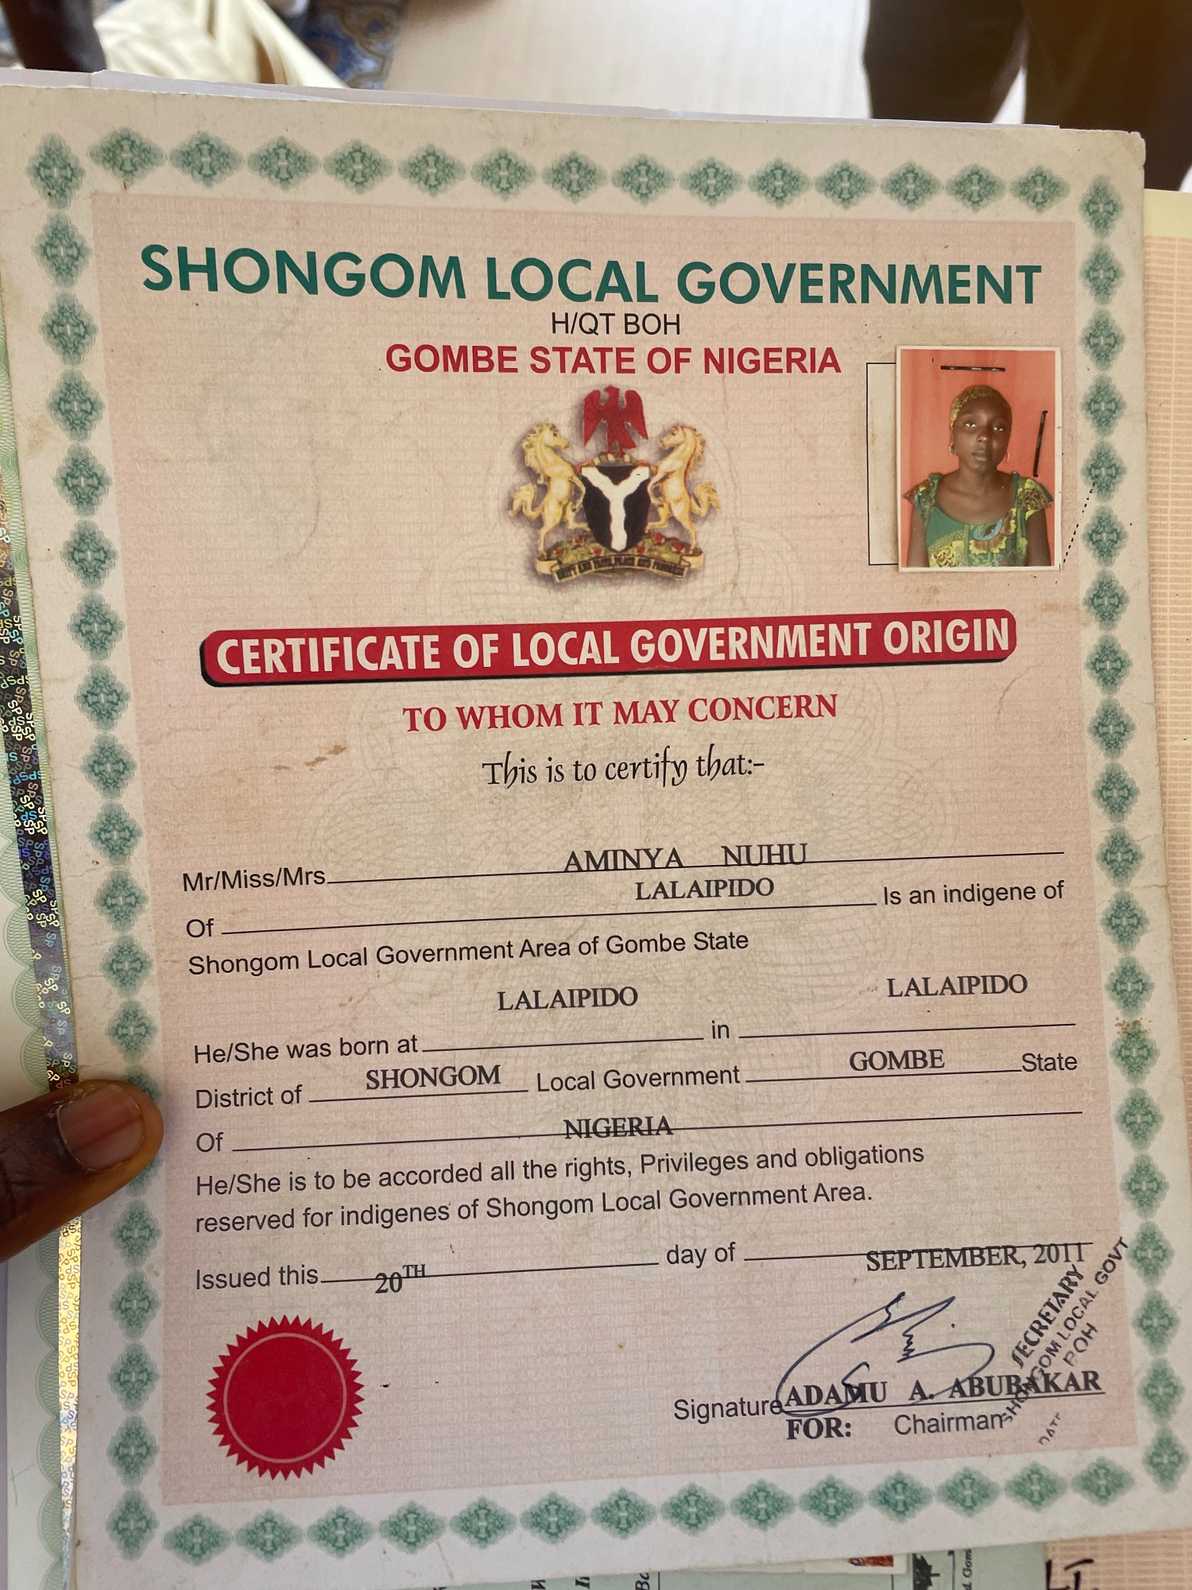 SHONGOM LOCAL GOVERNMENT
H/QT BOH
GOMBE STATE OF NIGERIA
CERTIFICATE OF LOCAL GOVERNMENT ORIGIN
TO WHOM IT MAY CONCERN
This is to certify that:-
Mr/Miss/Mrs AMINYA NUHU
Of LALAIPIDO Is an indigene of
Shongom Local Government Area of Gombe State
He/She was born at LALAIPIDO in LALAIPIDO
District of SHONGOM Local Government GOMBE State
Of NIGERIA
He/She is to be accorded all the rights, Privileges and obligations
reserved for indigenes of Shongom Local Government Area.
Issued this 20TH day of SEPTEMBER, 2011
Signature ADAMU A. ABUBAKAR
FOR: Chairman
SECRETARY
SHONGOM LOCAL GOVT
DATE